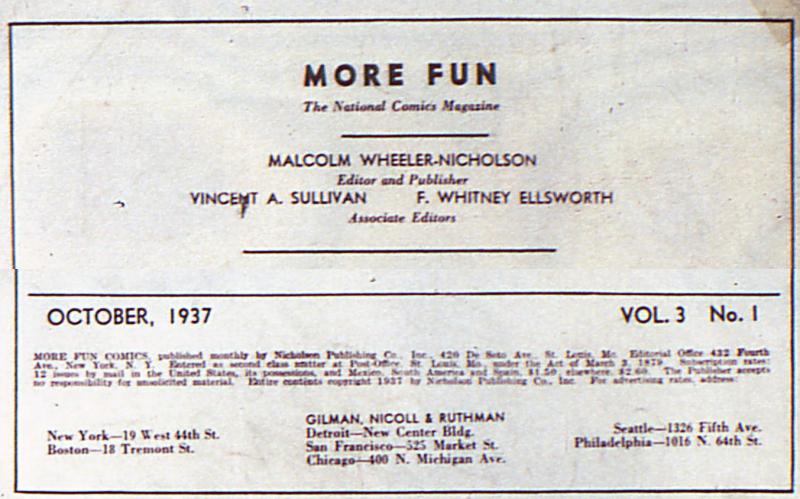 MORE FUN
The National Comics Magazine
MALCOLM WHEELER-NICHOLSON
Editor and Publisher
VINCENT A. SULLIVAN F. WHITNEY ELLSWORTH
Associate Editors
OCTOBER, 1937 VOL. 3 No. 1
MORE FUN COMICS, published monthly by Nicholson Publishing Co., Inc., 420 De Soto Ave., St. Louis, Mo. Editorial Office 432 Fourth
Ave., New York, N. Y. Entered as second class matter at Post-Office, St. Louis, Mo., under the Act of March 3, 1879. Subscription rates:
12 issues by mail in the United States, its possessions, and Mexico, South America and Spain, $1.50; elsewhere, $2.60. The Publisher accepts
no responsibility for unsolicited material. Entire contents copyright 1937 by Nicholson Publishing Co., Inc. For advertising rates, address:
GILMAN, NICOLL & RUTHMAN
New York—19 West 44th St.
Boston—18 Tremont St.
Detroit—New Center Bldg.
San Francisco—525 Market St.
Chicago—400 N. Michigan Ave.
Seattle—1326 Fifth Ave.
Philadelphia—1016 N. 64th St.